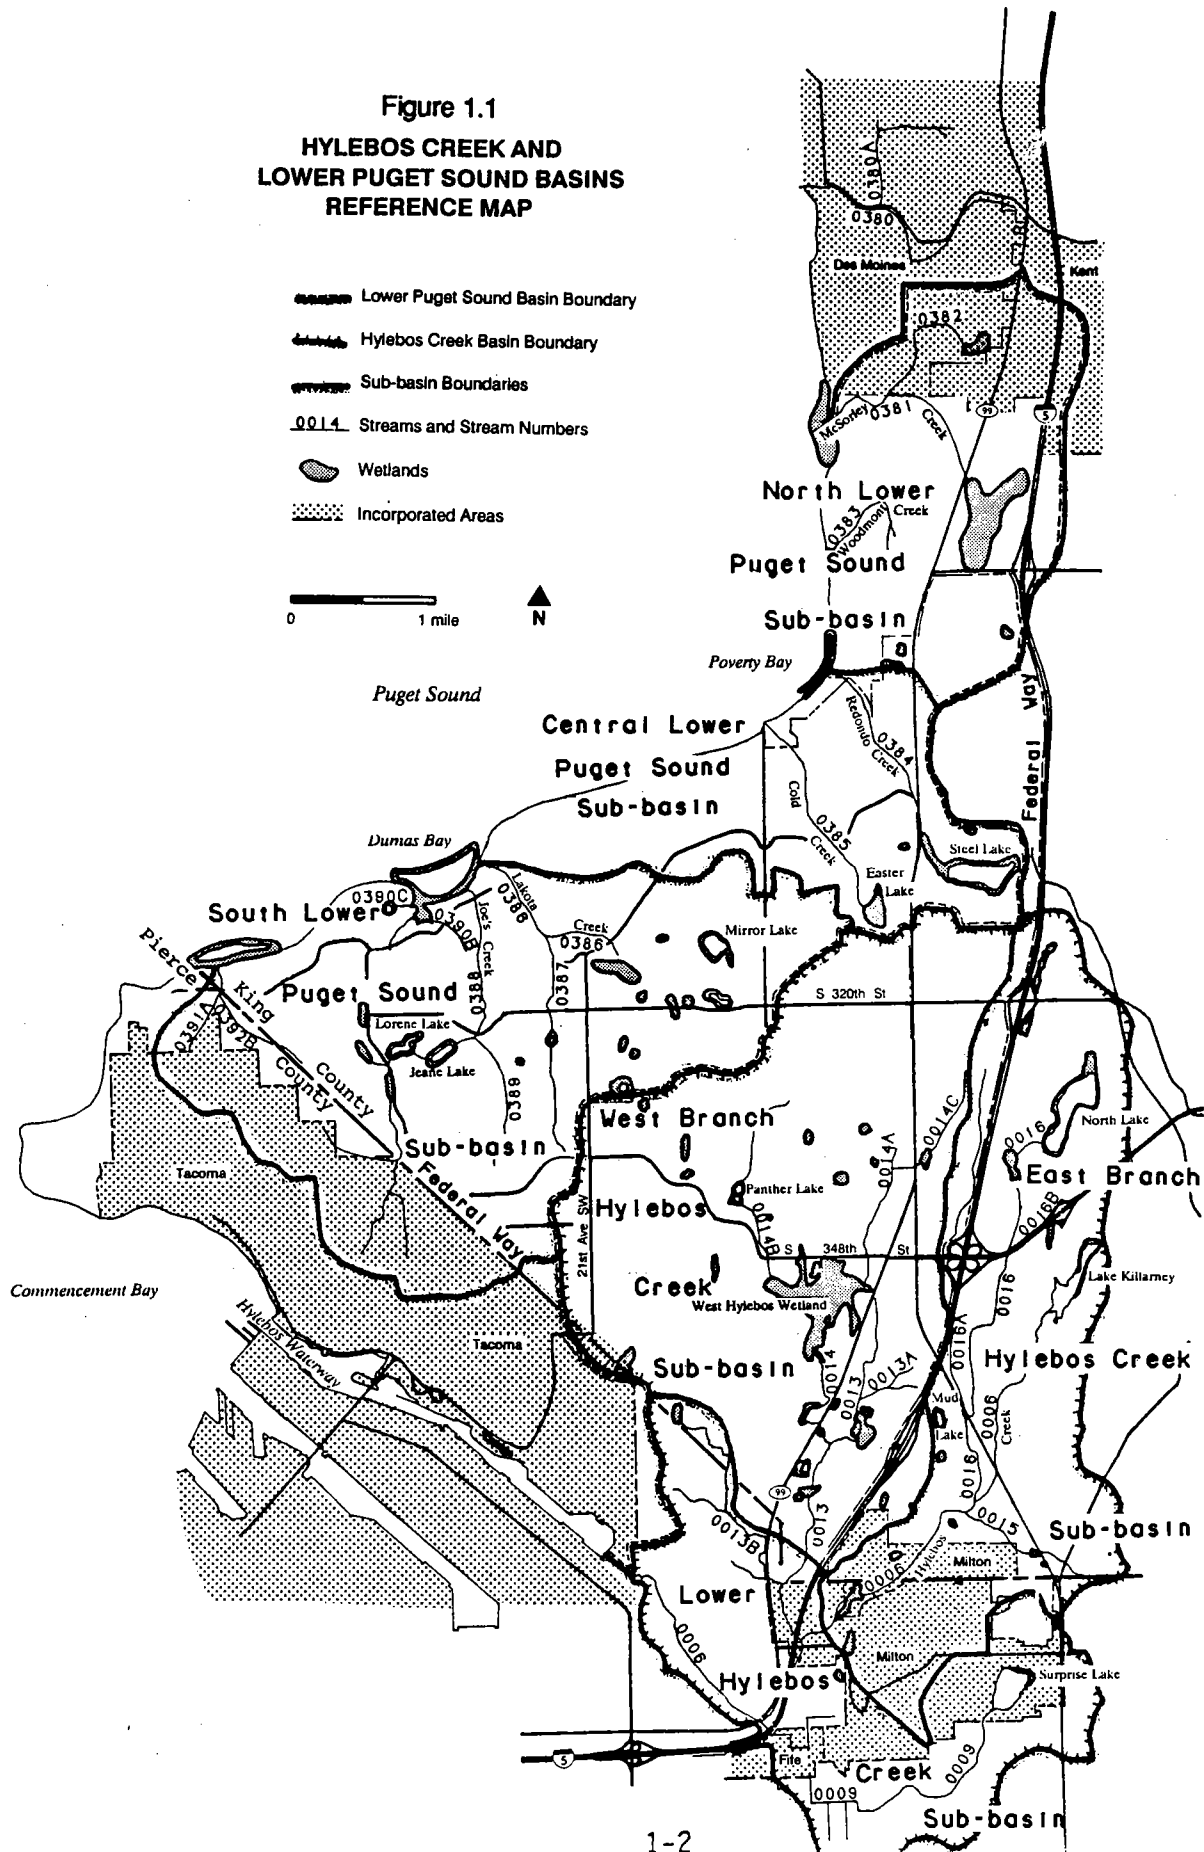 Figure 1.1
HYLEBOS CREEK AND
LOWER PUGET SOUND BASINS
REFERENCE MAP
Lower Puget Sound Basin Boundary
Hylebos Creek Basin Boundary
Sub-basin Boundaries
0014 Streams and Stream Numbers
Wetlands
Incorporated Areas
0 1 mile
N
0380A
0380
Des Moines
Kent
0382
McSorley Creek
0381
99
5
North Lower
Puget Sound
Sub-basin
0383
Woodmont Creek
Poverty Bay
Puget Sound
Federal Way
Central Lower
Puget Sound
Sub-basin
Redondo Creek
0384
Cold Creek
0385
Steel Lake
Easter Lake
Dumas Bay
0380C
South Lower
Puget Sound
Sub-basin
0390B
Joe's Creek
0388
Lakota Creek
0386
0386
0387
0388
0389
Mirror Lake
Pierce County
King County
0391A
0392B
Lorene Lake
Jeane Lake
S 320th St
West Branch
Hylebos
Creek
Sub-basin
0014A
0014C
0016
North Lake
East Branch
Hylebos Creek
Sub-basin
Tacoma
Federal Way
21st Ave SW
Panther Lake
0014B
S 348th St
0016B
0016
Lake Killarney
West Hylebos Wetland
Commencement Bay
Hylebos Waterway
Tacoma
0014
0013
0013A
0016A
0006
Creek
Mud Lake
0016
0015
99
0013
0013B
Hylebos
0006
Milton
Lower
Hylebos
Creek
Sub-basin
0006
Milton
Surprise Lake
5
Fife
0009
0009
1-2